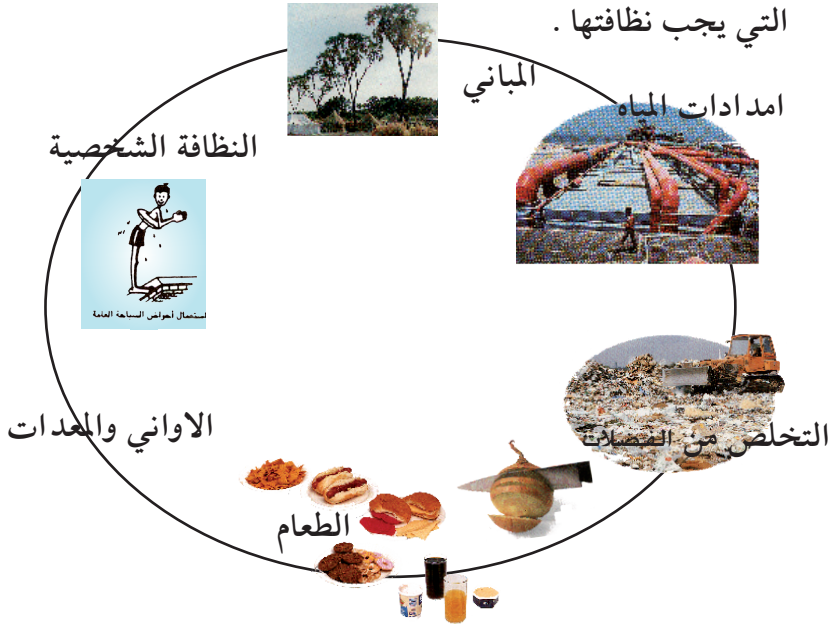 التي يجب نظافتها .
المباني
امدادات المياه
النظافة الشخصية
استعمال أحواض السباحة العامة
الاواني والمعدات
التخلص من الفضلات
الطعام